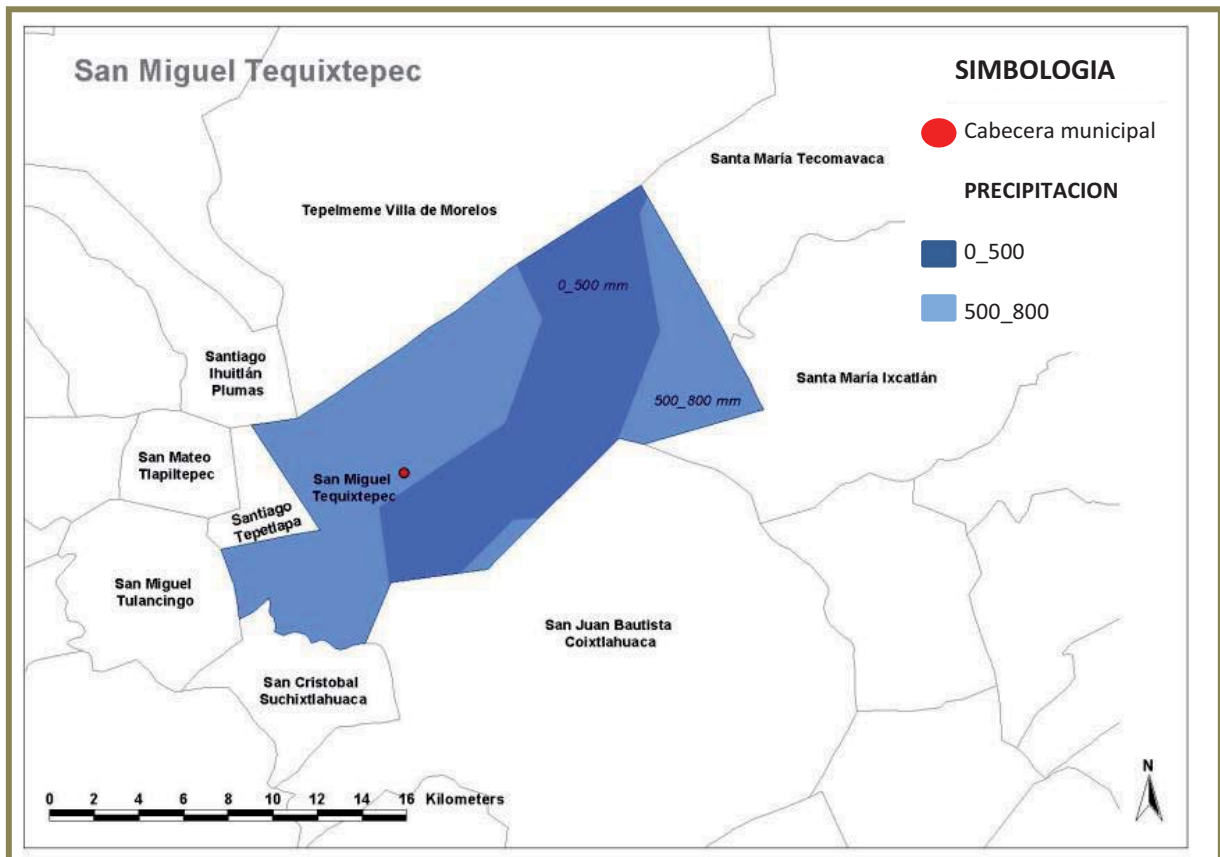 San Miguel Tequixtepec
SIMBOLOGIA
Cabecera municipal
PRECIPITACION
0_500
500_800
Santa María Tecomavaca
Tepelmeme Villa de Morelos
0_500 mm
Santiago
Ihuitlán
Plumas
Santa María Ixcatlán
500_800 mm
San Mateo
Tlapiltepec
San Miguel
Tequixtepec
Santiago
Tepetlapa
San Miguel
Tulancingo
San Juan Bautista
Coixtlahuaca
San Cristobal
Suchixtlahuaca
N
0 2 4 6 8 10 12 14 16 Kilometers